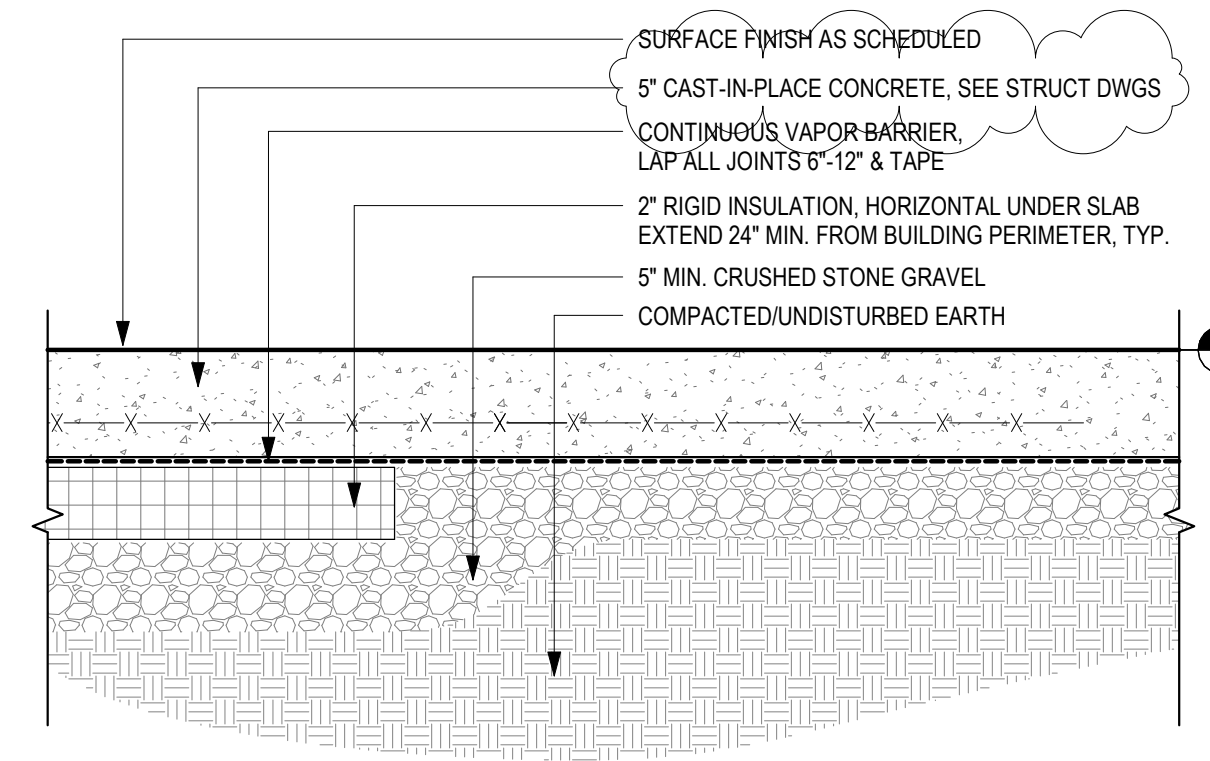 SURFACE FINISH AS SCHEDULED
5" CAST-IN-PLACE CONCRETE, SEE STRUCT DWGS
CONTINUOUS VAPOR BARRIER,
LAP ALL JOINTS 6"-12" & TAPE
2" RIGID INSULATION, HORIZONTAL UNDER SLAB
EXTEND 24" MIN. FROM BUILDING PERIMETER, TYP.
5" MIN. CRUSHED STONE GRAVEL
COMPACTED/UNDISTURBED EARTH